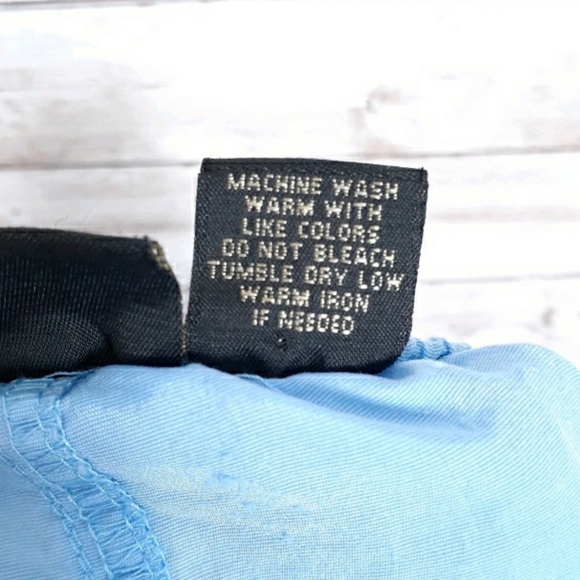 MACHINE WASH
WARM WITH
LIKE COLORS
DO NOT BLEACH
TUMBLE DRY LOW
WARM IRON
IF NEEDED